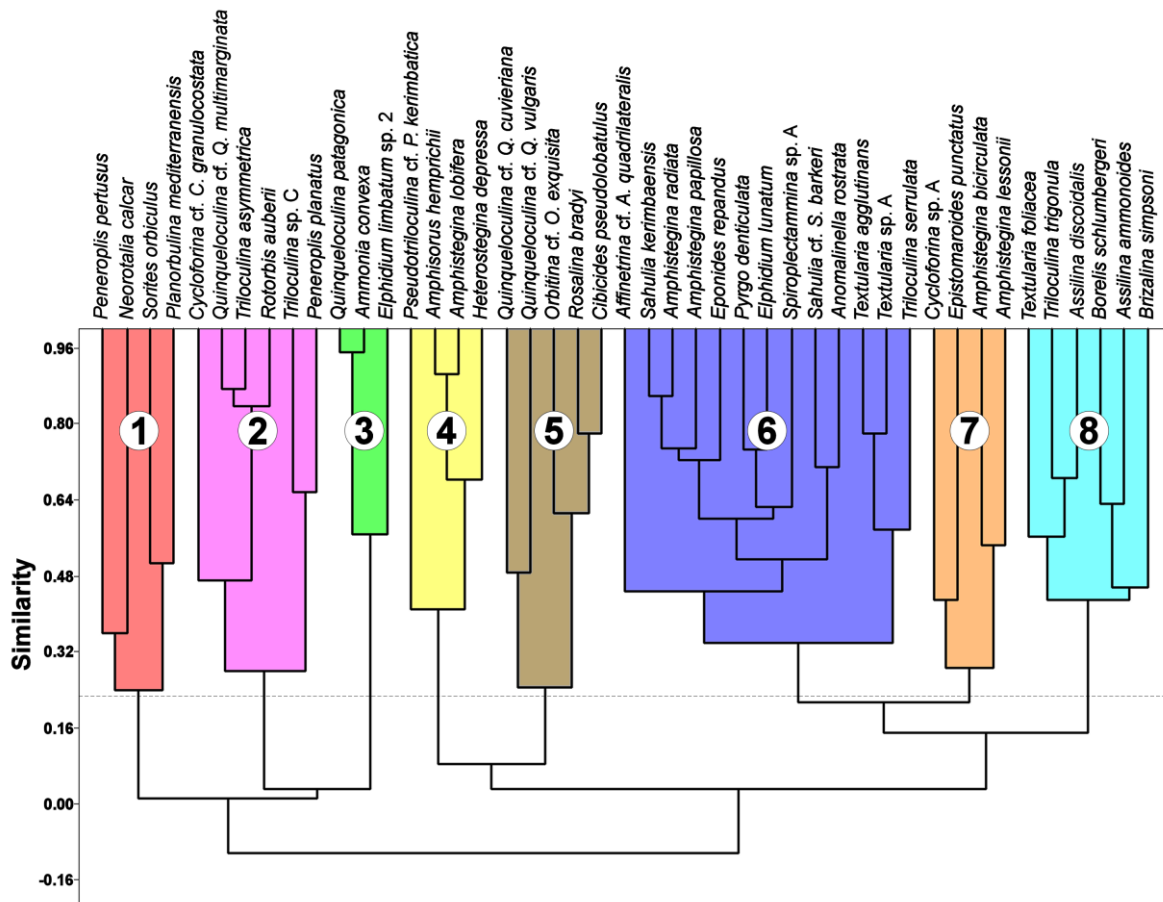 Peneroplis pertusus
Neorotalia calcar
Sorites orbiculus
Planorbulina mediterranensis
Cycloforina cf. C. granulocostata
Quinqueloculina cf. Q. multimarginata
Triloculina asymmetrica
Rotorbis auberii
Triloculina sp. C
Peneroplis planatus
Quinqueloculina patagonica
Ammonia convexa
Elphidium limbatum sp. 2
Pseudotriloculina cf. P. kerimbatica
Amphisorus hemprichii
Amphistegina lobifera
Heterostegina depressa
Quinqueloculina cf. Q. cuvieriana
Quinqueloculina cf. Q. vulgaris
Orbitina cf. O. exquisita
Rosalina bradyi
Cibicides pseudolobatulus
Affinetrina cf. A. quadrilateralis
Sahulia kerimbaensis
Amphistegina radiata
Amphistegina papillosa
Eponides repandus
Pyrgo denticulata
Elphidium lunatum
Spiroplectammina sp. A
Sahulia cf. S. barkeri
Anomalinella rostrata
Textularia agglutinans
Textularia sp. A
Triloculina serrulata
Cycloforina sp. A
Epistomaroides punctatus
Amphistegina bicirculata
Amphistegina lessonii
Textularia foliacea
Triloculina trigonula
Assilina discoidalis
Borelis schlumbergeri
Assilina ammonoides
Brizalina simpsoni
0.96
0.80
0.64
0.48
0.32
0.16
0.00
-0.16
Similarity
1
2
3
4
5
6
7
8